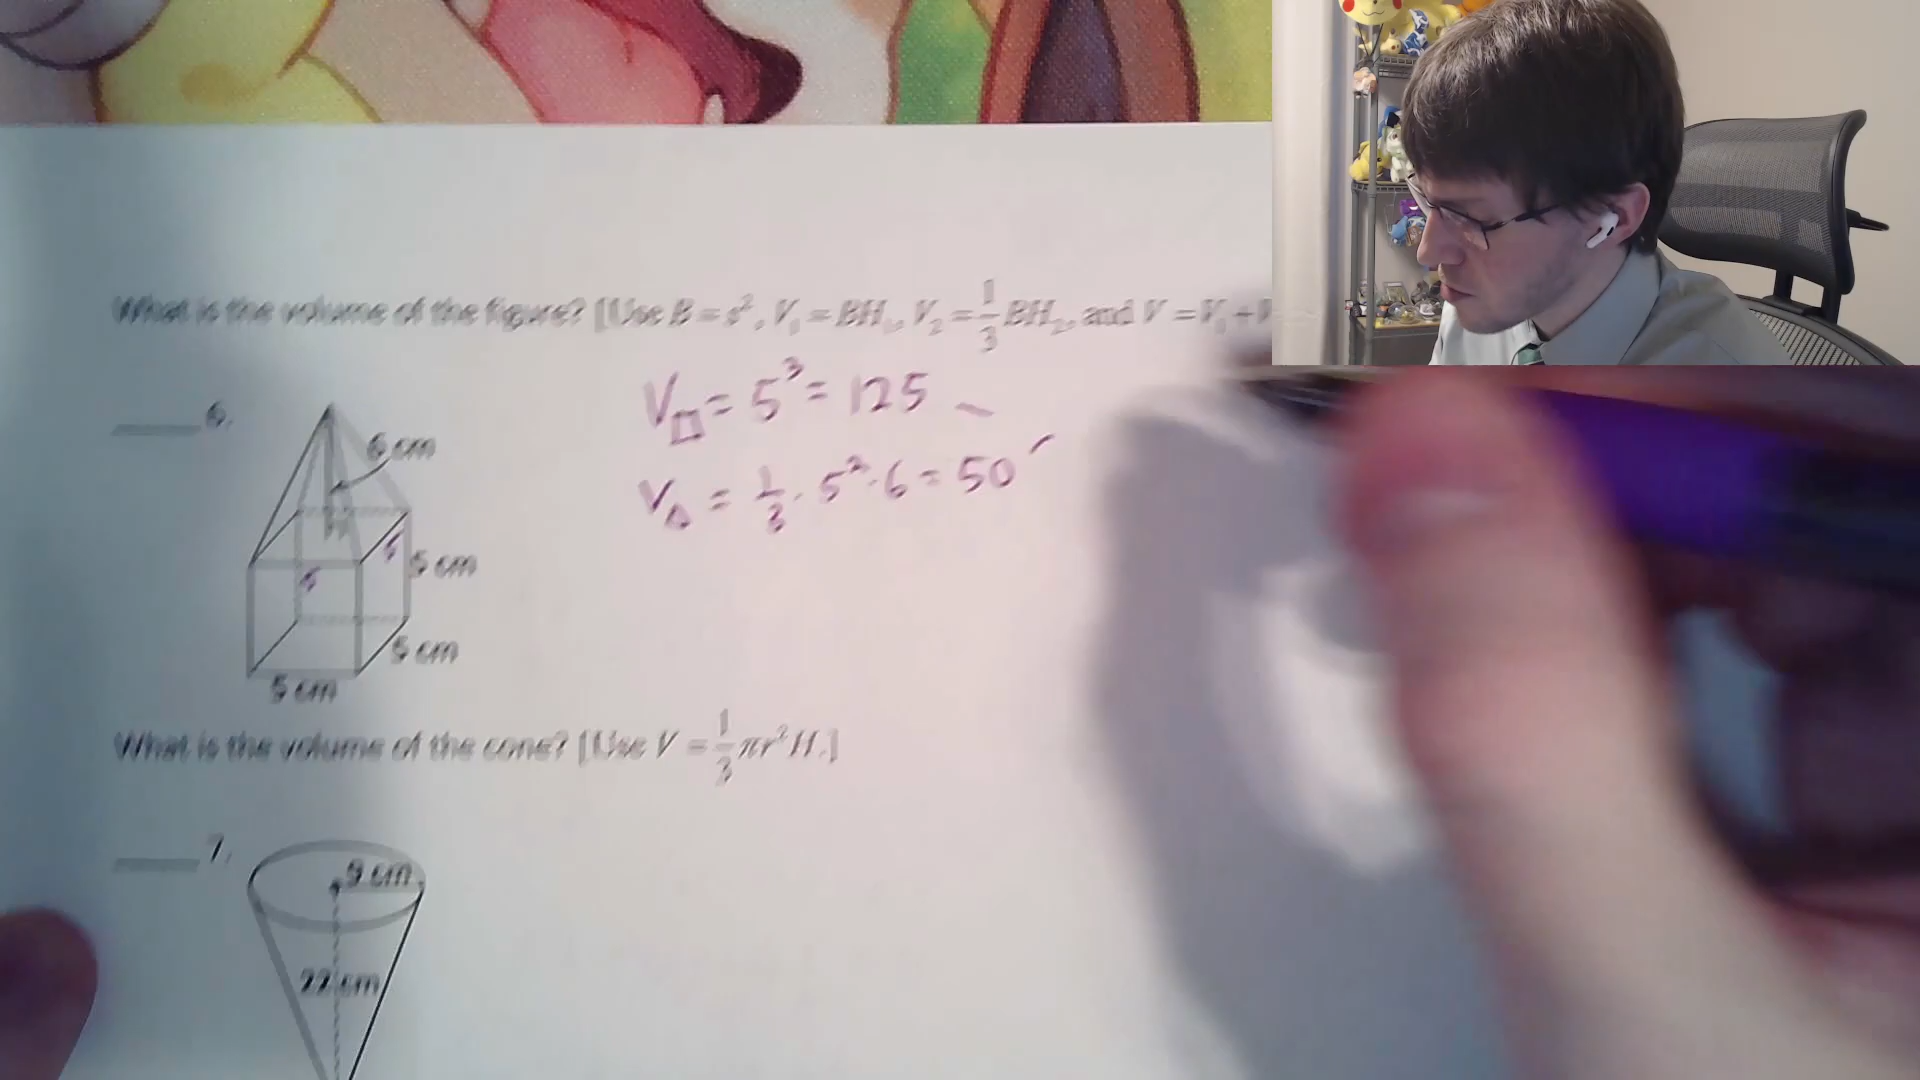 What is the volume of the figure? [Use B = s², V₁ = BH₁, V₂ = 1/3 BH₂, and V = V₁ +
V□ = 5³ = 125
6.
6 cm
V△ = 1/3 · 5² · 6 = 50
5
5
5 cm
5 cm
5 cm
What is the volume of the cone? [Use V = 1/3 πr²H.]
7.
9 cm
22 cm